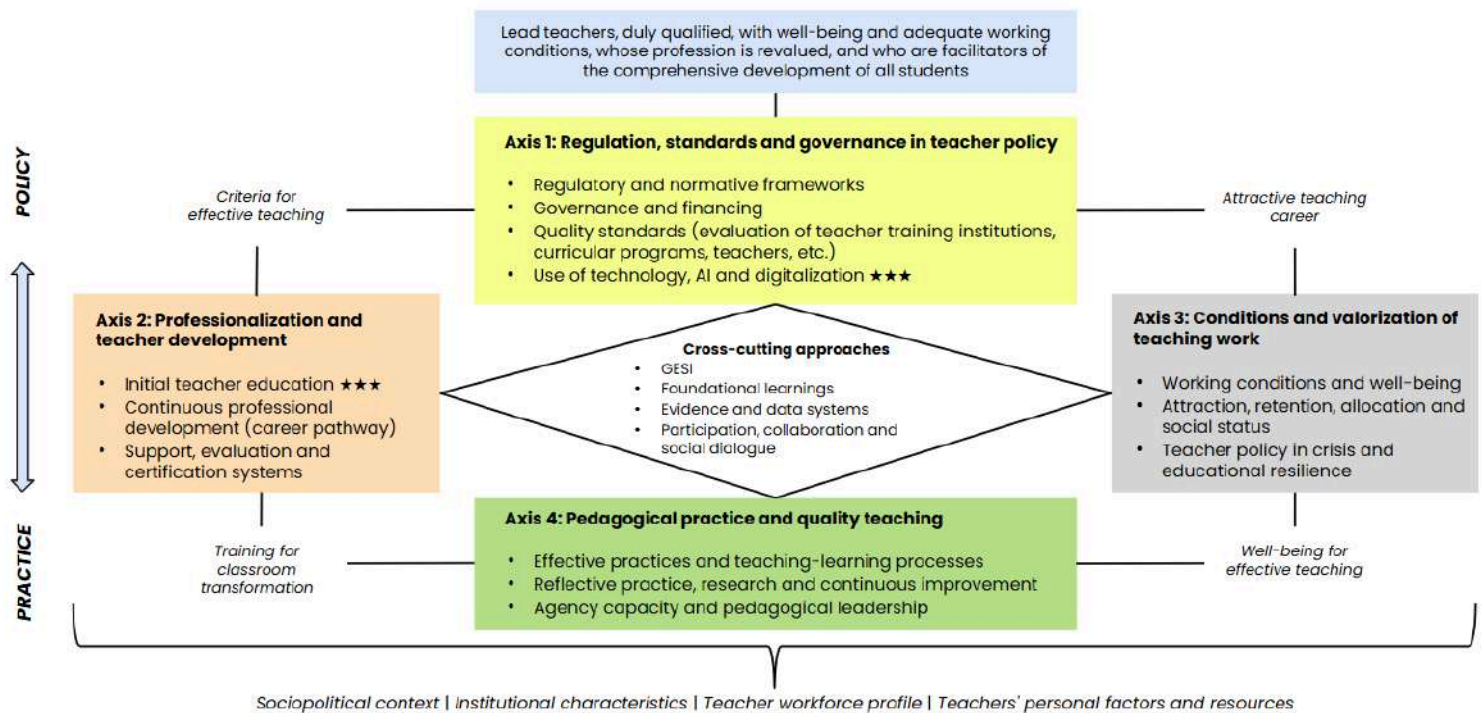 Lead teachers, duly qualified, with well-being and adequate working
conditions, whose profession is revalued, and who are facilitators of
the comprehensive development of all students
POLICY
Criteria for
effective teaching
Axis 1: Regulation, standards and governance in teacher policy
• Regulatory and normative frameworks
• Governance and financing
• Quality standards (evaluation of teacher training institutions,
curricular programs, teachers, etc.)
• Use of technology, AI and digitalization ★★★
Attractive teaching
career
Axis 2: Professionalization and
teacher development
• Initial teacher education ★★★
• Continuous professional
development (career pathway)
• Support, evaluation and
certification systems
Cross-cutting approaches
• GESI
• Foundational learnings
• Evidence and data systems
• Participation, collaboration and
social dialogue
Axis 3: Conditions and valorization of
teaching work
• Working conditions and well-being
• Attraction, retention, allocation and
social status
• Teacher policy in crisis and
educational resilience
PRACTICE
Training for
classroom
transformation
Axis 4: Pedagogical practice and quality teaching
• Effective practices and teaching-learning processes
• Reflective practice, research and continuous improvement
• Agency capacity and pedagogical leadership
Well-being for
effective teaching
Sociopolitical context | Institutional characteristics | Teacher workforce profile | Teachers' personal factors and resources